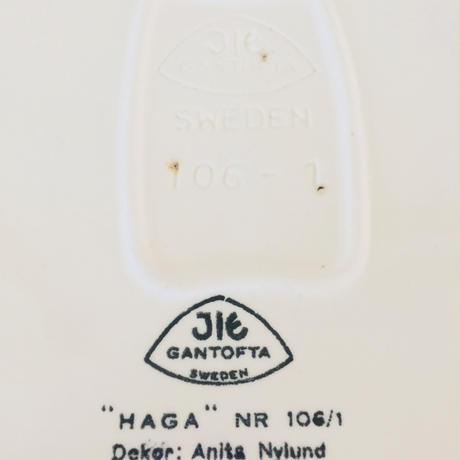 JIE
GANTOFTA
SWEDEN
106-1
JIE
GANTOFTA
SWEDEN
"HAGA" NR 106/1
Dekor: Anita Nylund